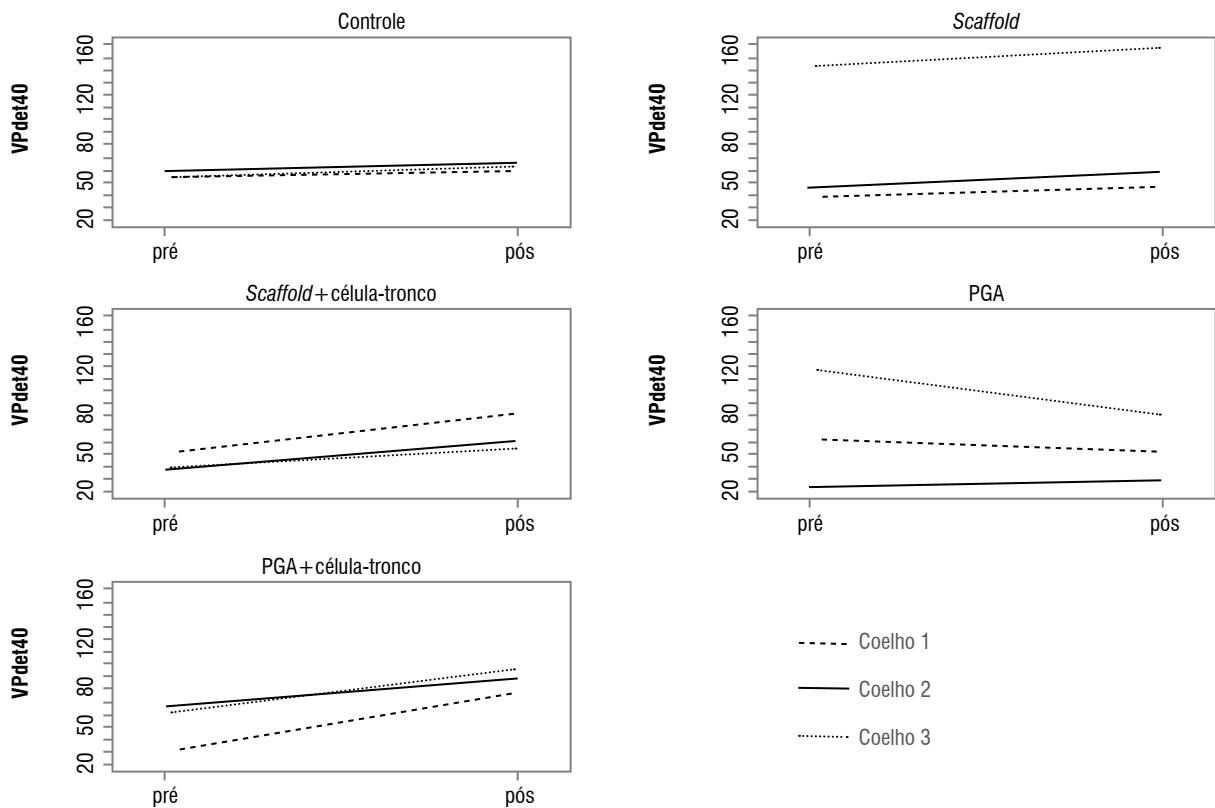 Controle
VPdet40
160
120
80
50
20
pré pós
Scaffold
VPdet40
160
120
80
50
20
pré pós
Scaffold+célula-tronco
VPdet40
160
120
80
50
20
pré pós
PGA
VPdet40
160
120
80
50
20
pré pós
PGA+célula-tronco
VPdet40
160
120
80
50
20
pré pós
Coelho 1
Coelho 2
Coelho 3